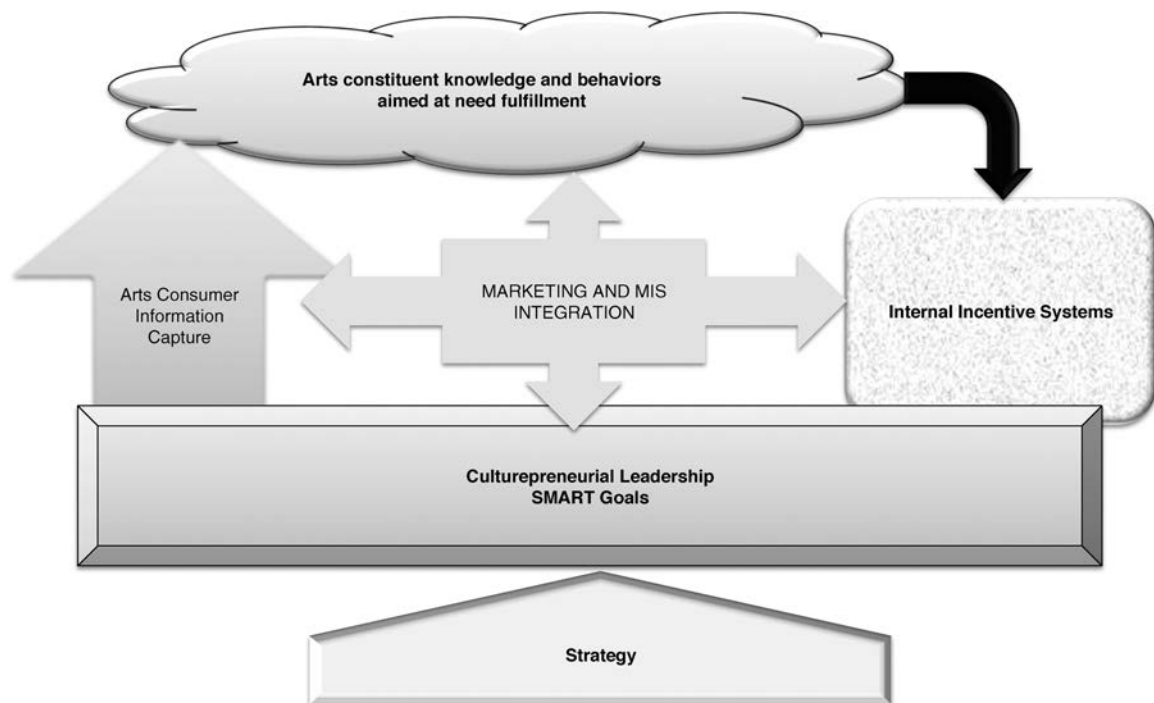 Arts constituent knowledge and behaviors
aimed at need fulfillment
Arts Consumer
Information
Capture
MARKETING AND MIS
INTEGRATION
Internal Incentive Systems
Culturepreneurial Leadership
SMART Goals
Strategy